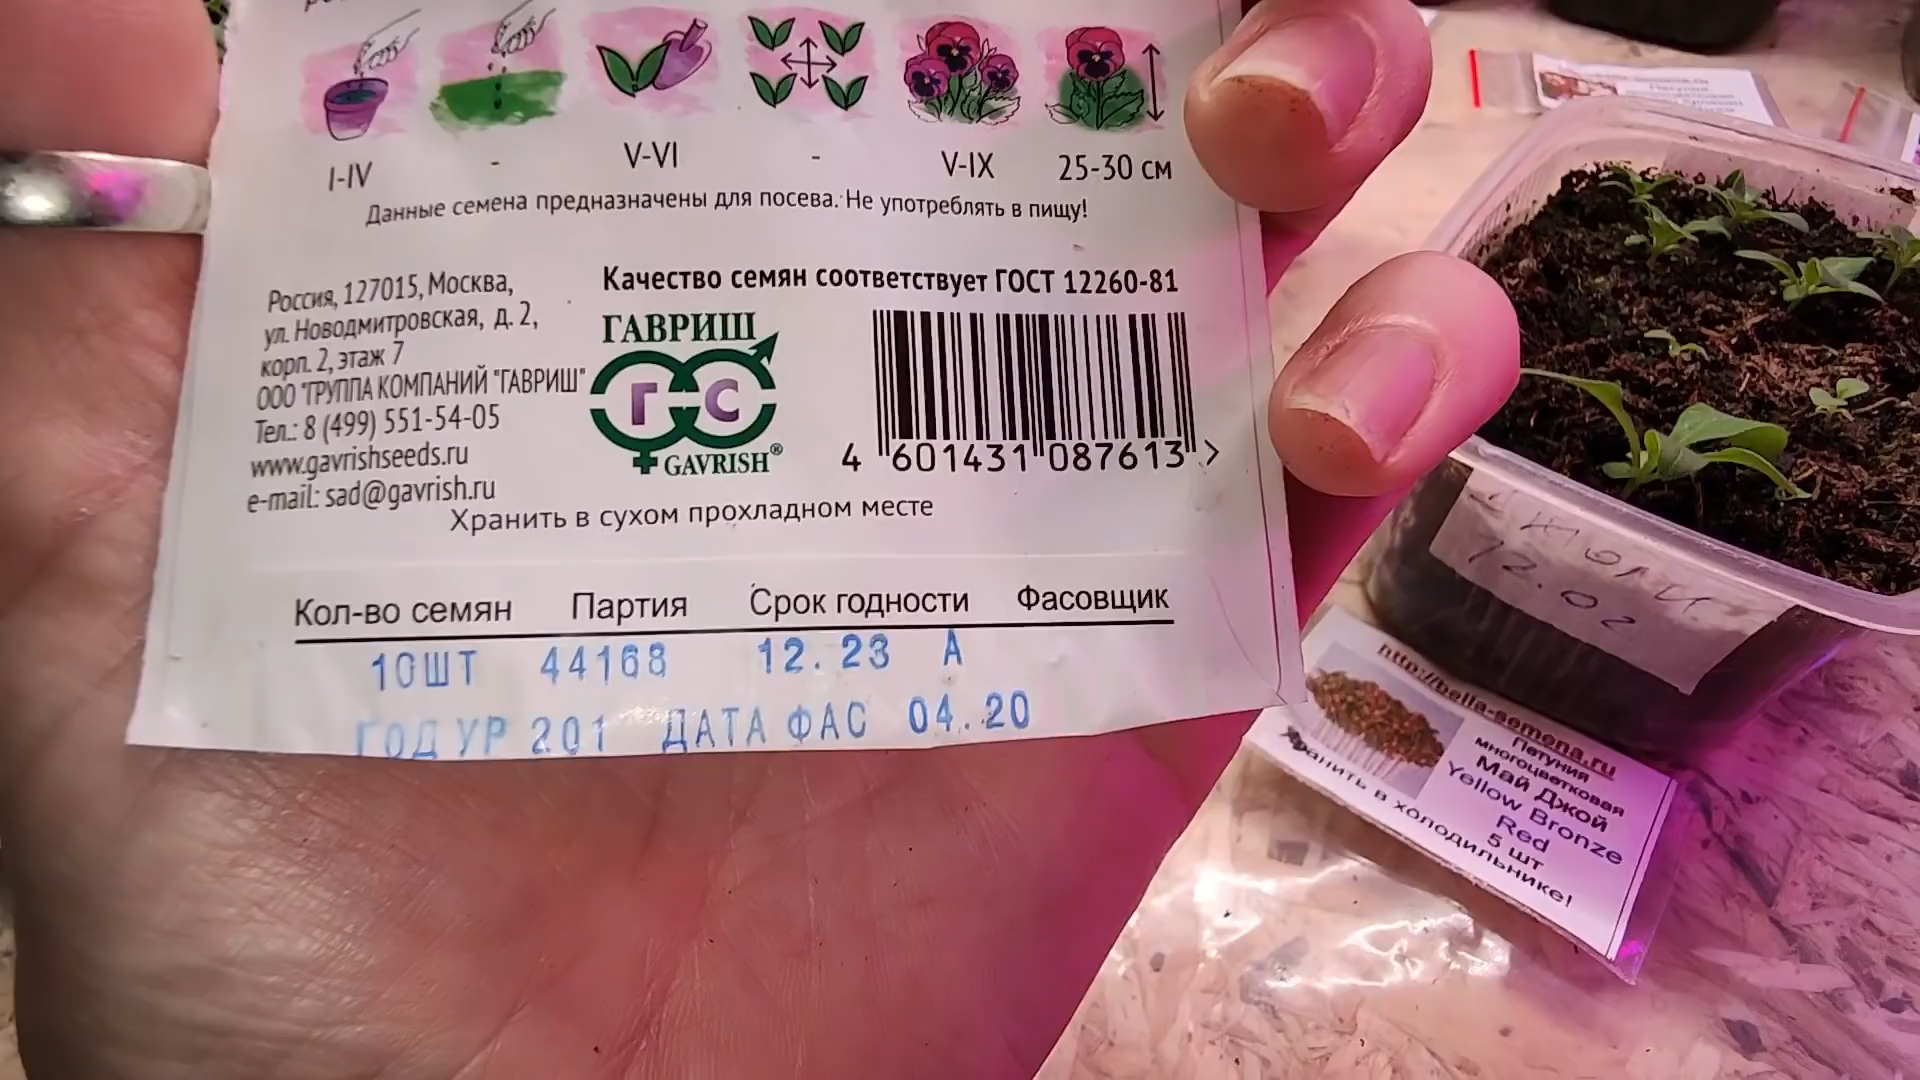 I-IV
-
V-VI
-
V-IX
25-30 см
Данные семена предназначены для посева. Не употреблять в пищу!
Россия, 127015, Москва,
ул. Новодмитровская, д. 2,
корп. 2, этаж 7
ООО "ГРУППА КОМПАНИЙ "ГАВРИШ"
Тел.: 8 (499) 551-54-05
www.gavrishseeds.ru
e-mail: sad@gavrish.ru
Качество семян соответствует ГОСТ 12260-81
ГАВРИШ
Г С
GAVRISH®
4 601431 087613 >
Хранить в сухом прохладном месте
Кол-во семян Партия Срок годности Фасовщик
10ШТ 44168 12.23 А
ГОД УР 201 ДАТА ФАС 04.20
12.02
http://bella-semena.ru
Петуния
многоцветковая
Май Джой
Yellow Bronze
Red
5 шт
Хранить в холодильнике!